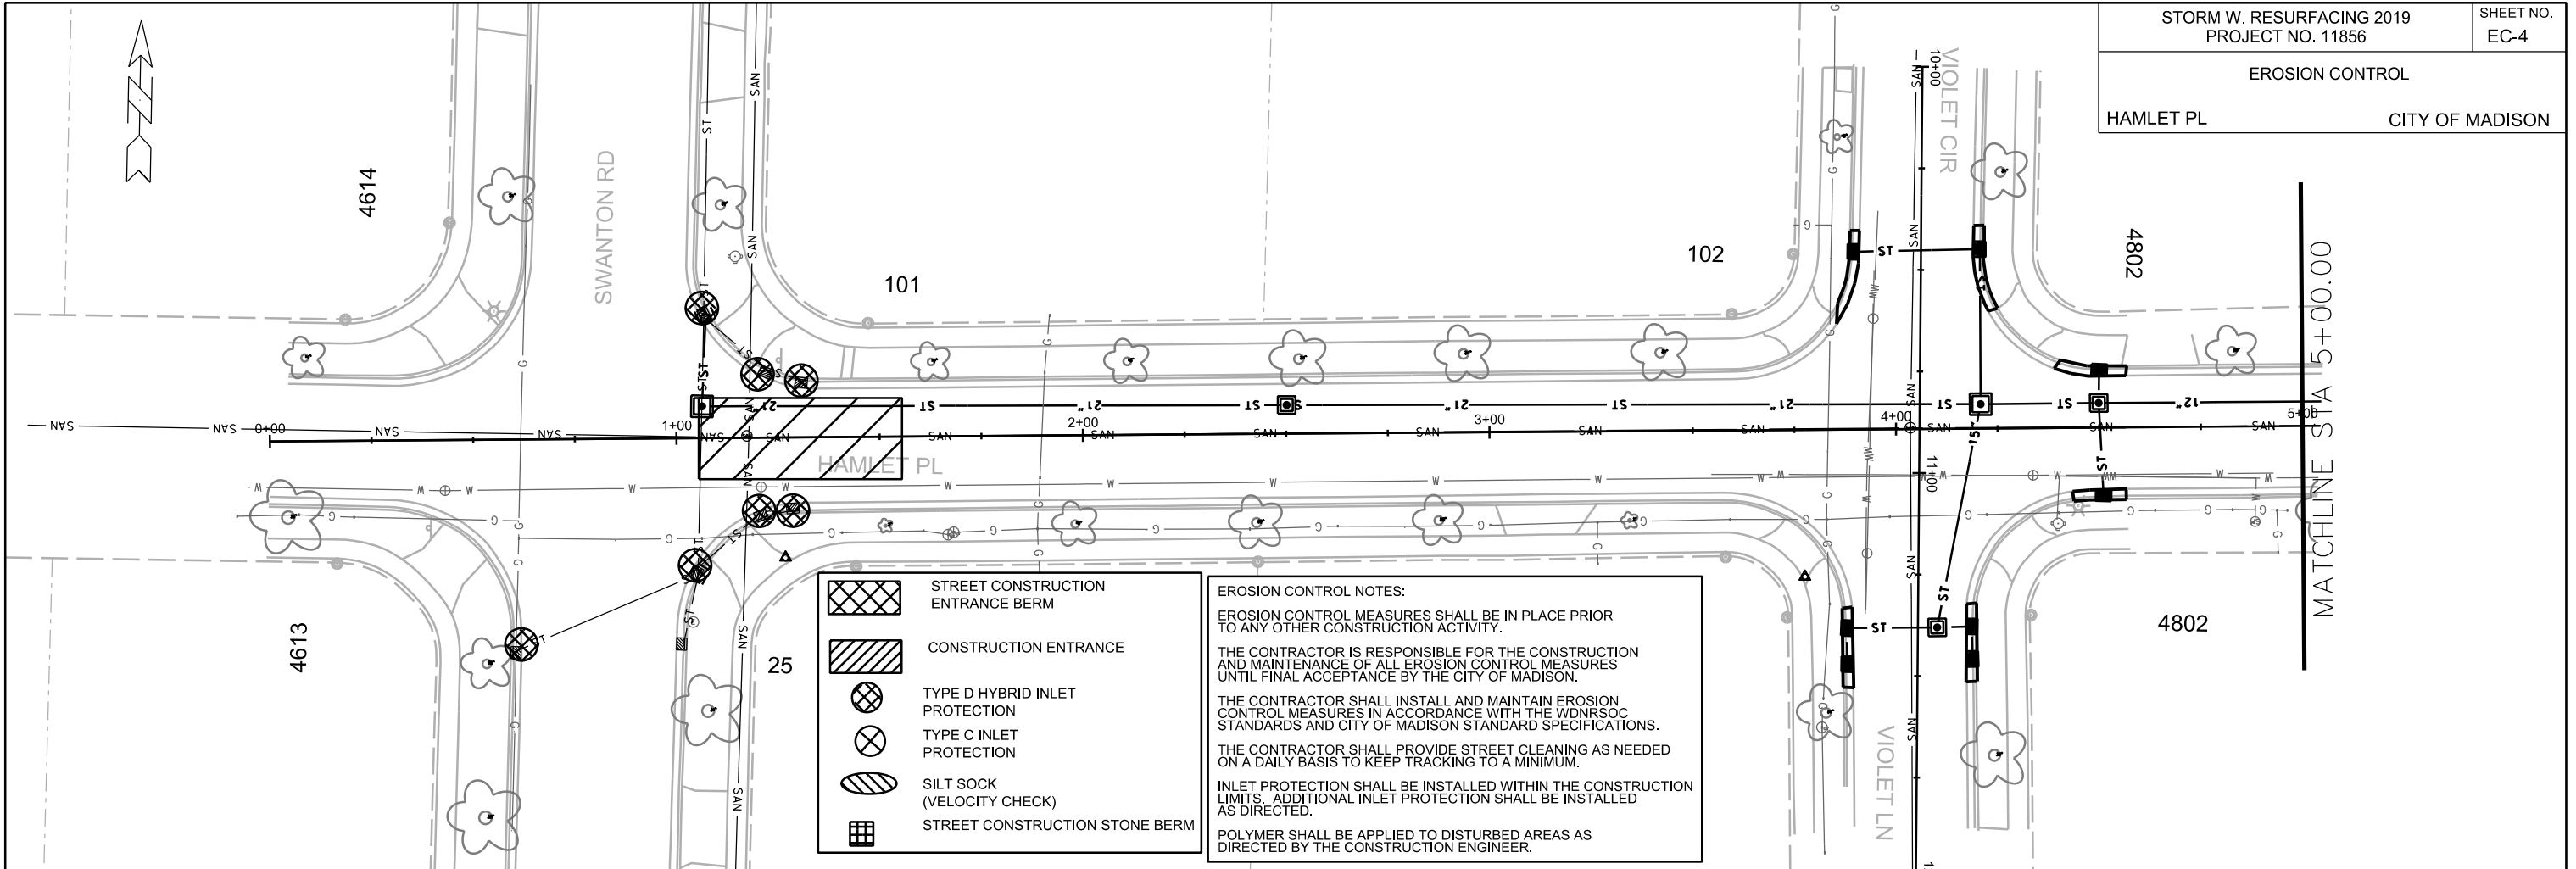 STORM W. RESURFACING 2019
PROJECT NO. 11856
SHEET NO.
EC-4
EROSION CONTROL
HAMLET PL
CITY OF MADISON
4614
SWANTON RD
101
102
VIOLET CIR
10+00
4802
MATCHLINE STA 5+00.00
0+00
1+00
2+00
3+00
4+00
5+00
21"
21"
21"
21"
12"
15"
11+00
HAMLET PL
SAN
ST
G
W
4613
25
4802
VIOLET LN
STREET CONSTRUCTION
ENTRANCE BERM
CONSTRUCTION ENTRANCE
TYPE D HYBRID INLET
PROTECTION
TYPE C INLET
PROTECTION
SILT SOCK
(VELOCITY CHECK)
STREET CONSTRUCTION STONE BERM
EROSION CONTROL NOTES:
EROSION CONTROL MEASURES SHALL BE IN PLACE PRIOR
TO ANY OTHER CONSTRUCTION ACTIVITY.
THE CONTRACTOR IS RESPONSIBLE FOR THE CONSTRUCTION
AND MAINTENANCE OF ALL EROSION CONTROL MEASURES
UNTIL FINAL ACCEPTANCE BY THE CITY OF MADISON.
THE CONTRACTOR SHALL INSTALL AND MAINTAIN EROSION
CONTROL MEASURES IN ACCORDANCE WITH THE WDNRSOC
STANDARDS AND CITY OF MADISON STANDARD SPECIFICATIONS.
THE CONTRACTOR SHALL PROVIDE STREET CLEANING AS NEEDED
ON A DAILY BASIS TO KEEP TRACKING TO A MINIMUM.
INLET PROTECTION SHALL BE INSTALLED WITHIN THE CONSTRUCTION
LIMITS. ADDITIONAL INLET PROTECTION SHALL BE INSTALLED
AS DIRECTED.
POLYMER SHALL BE APPLIED TO DISTURBED AREAS AS
DIRECTED BY THE CONSTRUCTION ENGINEER.